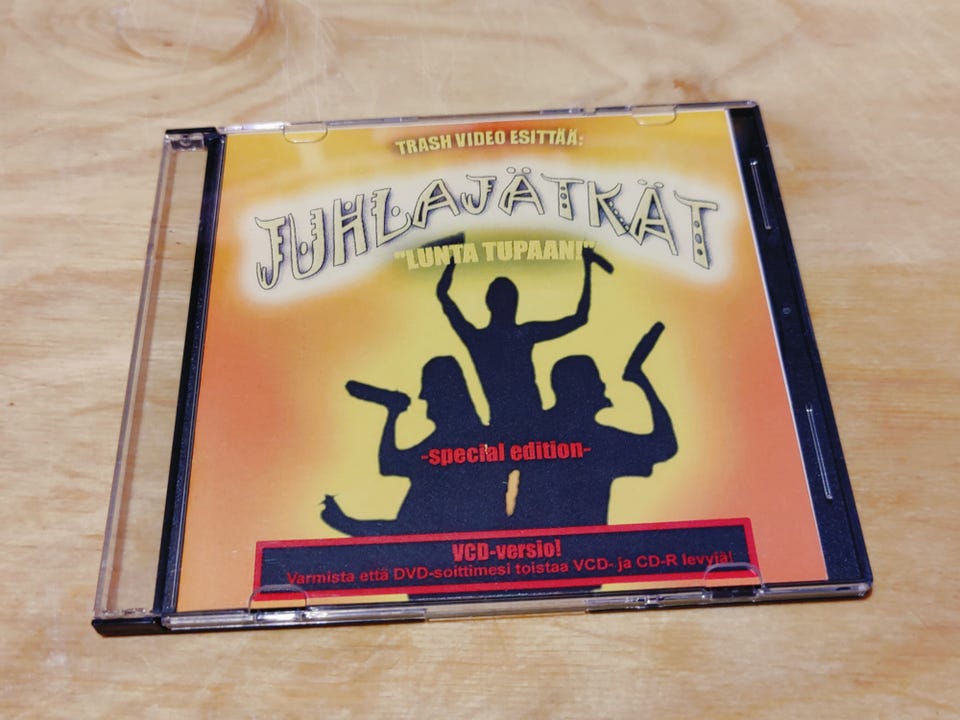 TRASH VIDEO ESITTÄÄ:
JUHLAJÄTKÄT
"LUNTA TUPAAN!"
-special edition-
VCD-versio!
Varmista että DVD-soittimesi toistaa VCD- ja CD-R levyjä!